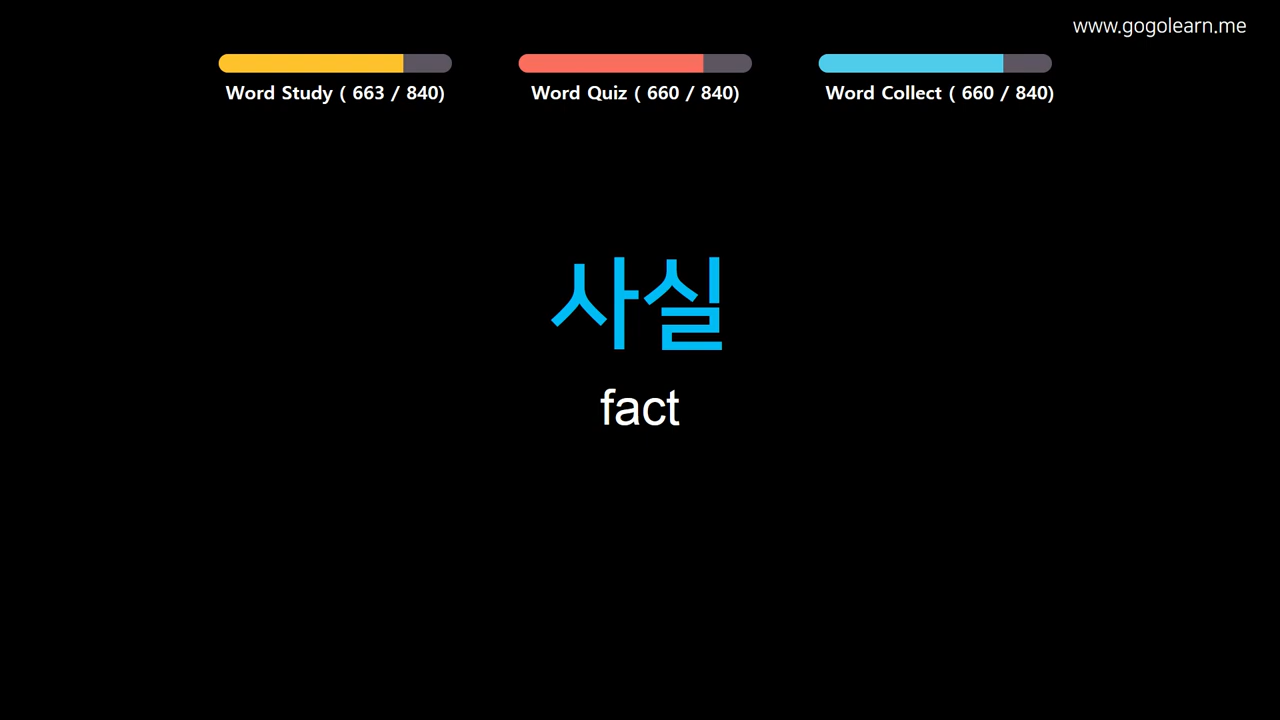 www.gogolearn.me
Word Study ( 663 / 840)
Word Quiz ( 660 / 840)
Word Collect ( 660 / 840)
사실
fact